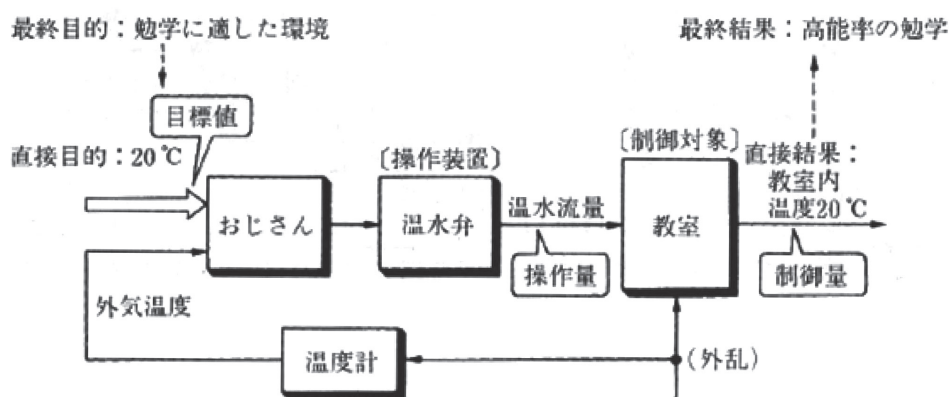 最終目的：勉学に適した環境
最終結果：高能率の勉学
目標値
直接目的：20℃
〔操作装置〕
〔制御対象〕
直接結果：
教室内
温度20℃
おじさん
温水弁
温水流量
教室
操作量
制御量
外気温度
温度計
(外乱)